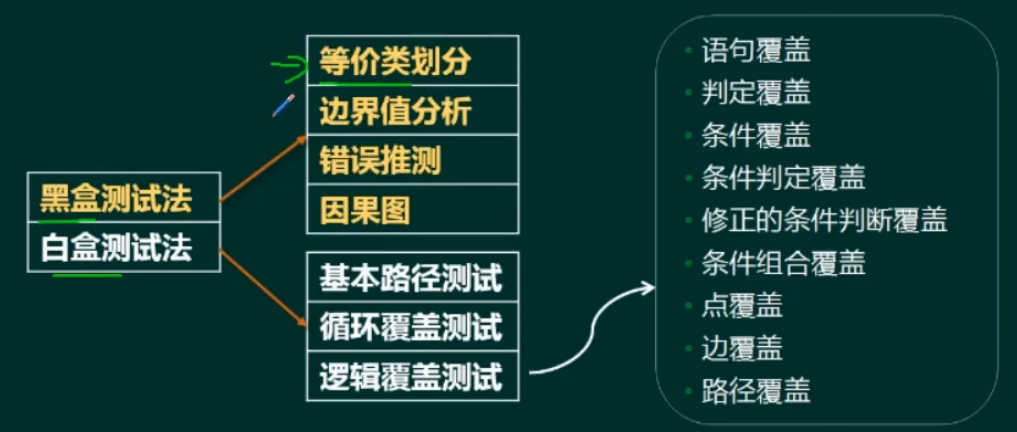 黑盒测试法
白盒测试法
等价类划分
边界值分析
错误推测
因果图
基本路径测试
循环覆盖测试
逻辑覆盖测试
语句覆盖
判定覆盖
条件覆盖
条件判定覆盖
修正的条件判断覆盖
条件组合覆盖
点覆盖
边覆盖
路径覆盖